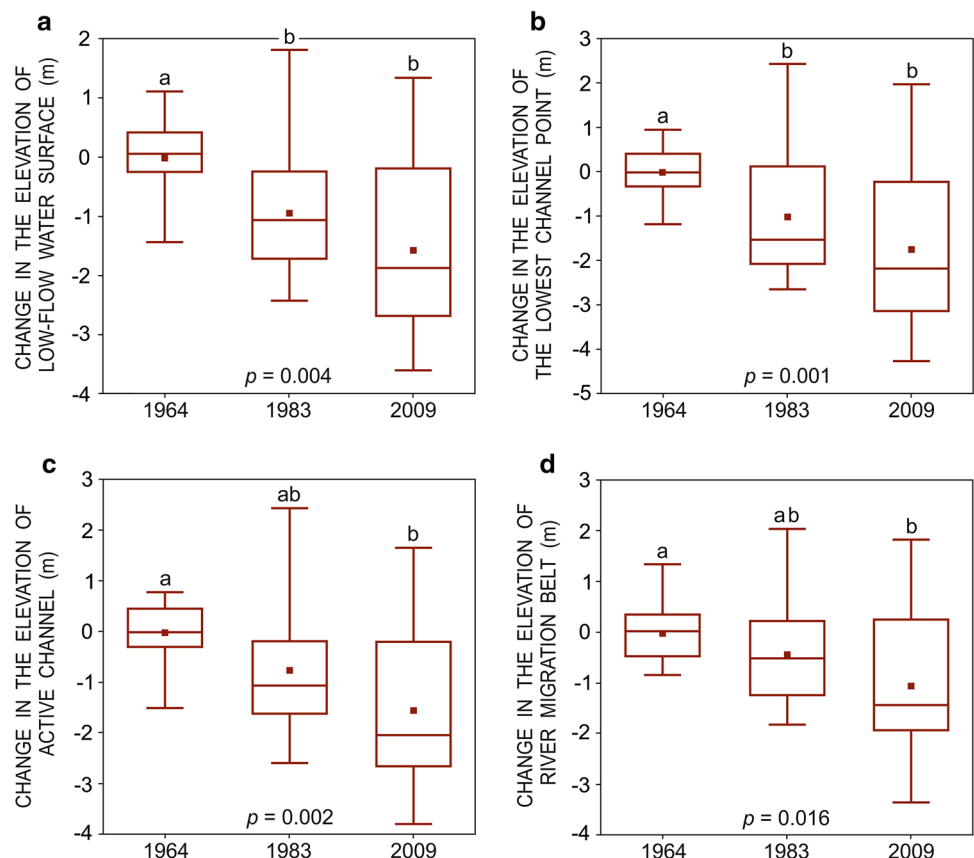 a
CHANGE IN THE ELEVATION OF
LOW-FLOW WATER SURFACE (m)
2
1
0
-1
-2
-3
-4
a
b
b
p = 0.004
1964
1983
2009
b
CHANGE IN THE ELEVATION OF
THE LOWEST CHANNEL POINT (m)
3
2
1
0
-1
-2
-3
-4
-5
a
b
b
p = 0.001
1964
1983
2009
c
CHANGE IN THE ELEVATION OF
ACTIVE CHANNEL (m)
3
2
1
0
-1
-2
-3
-4
a
ab
b
p = 0.002
1964
1983
2009
d
CHANGE IN THE ELEVATION OF
RIVER MIGRATION BELT (m)
3
2
1
0
-1
-2
-3
-4
a
ab
b
p = 0.016
1964
1983
2009